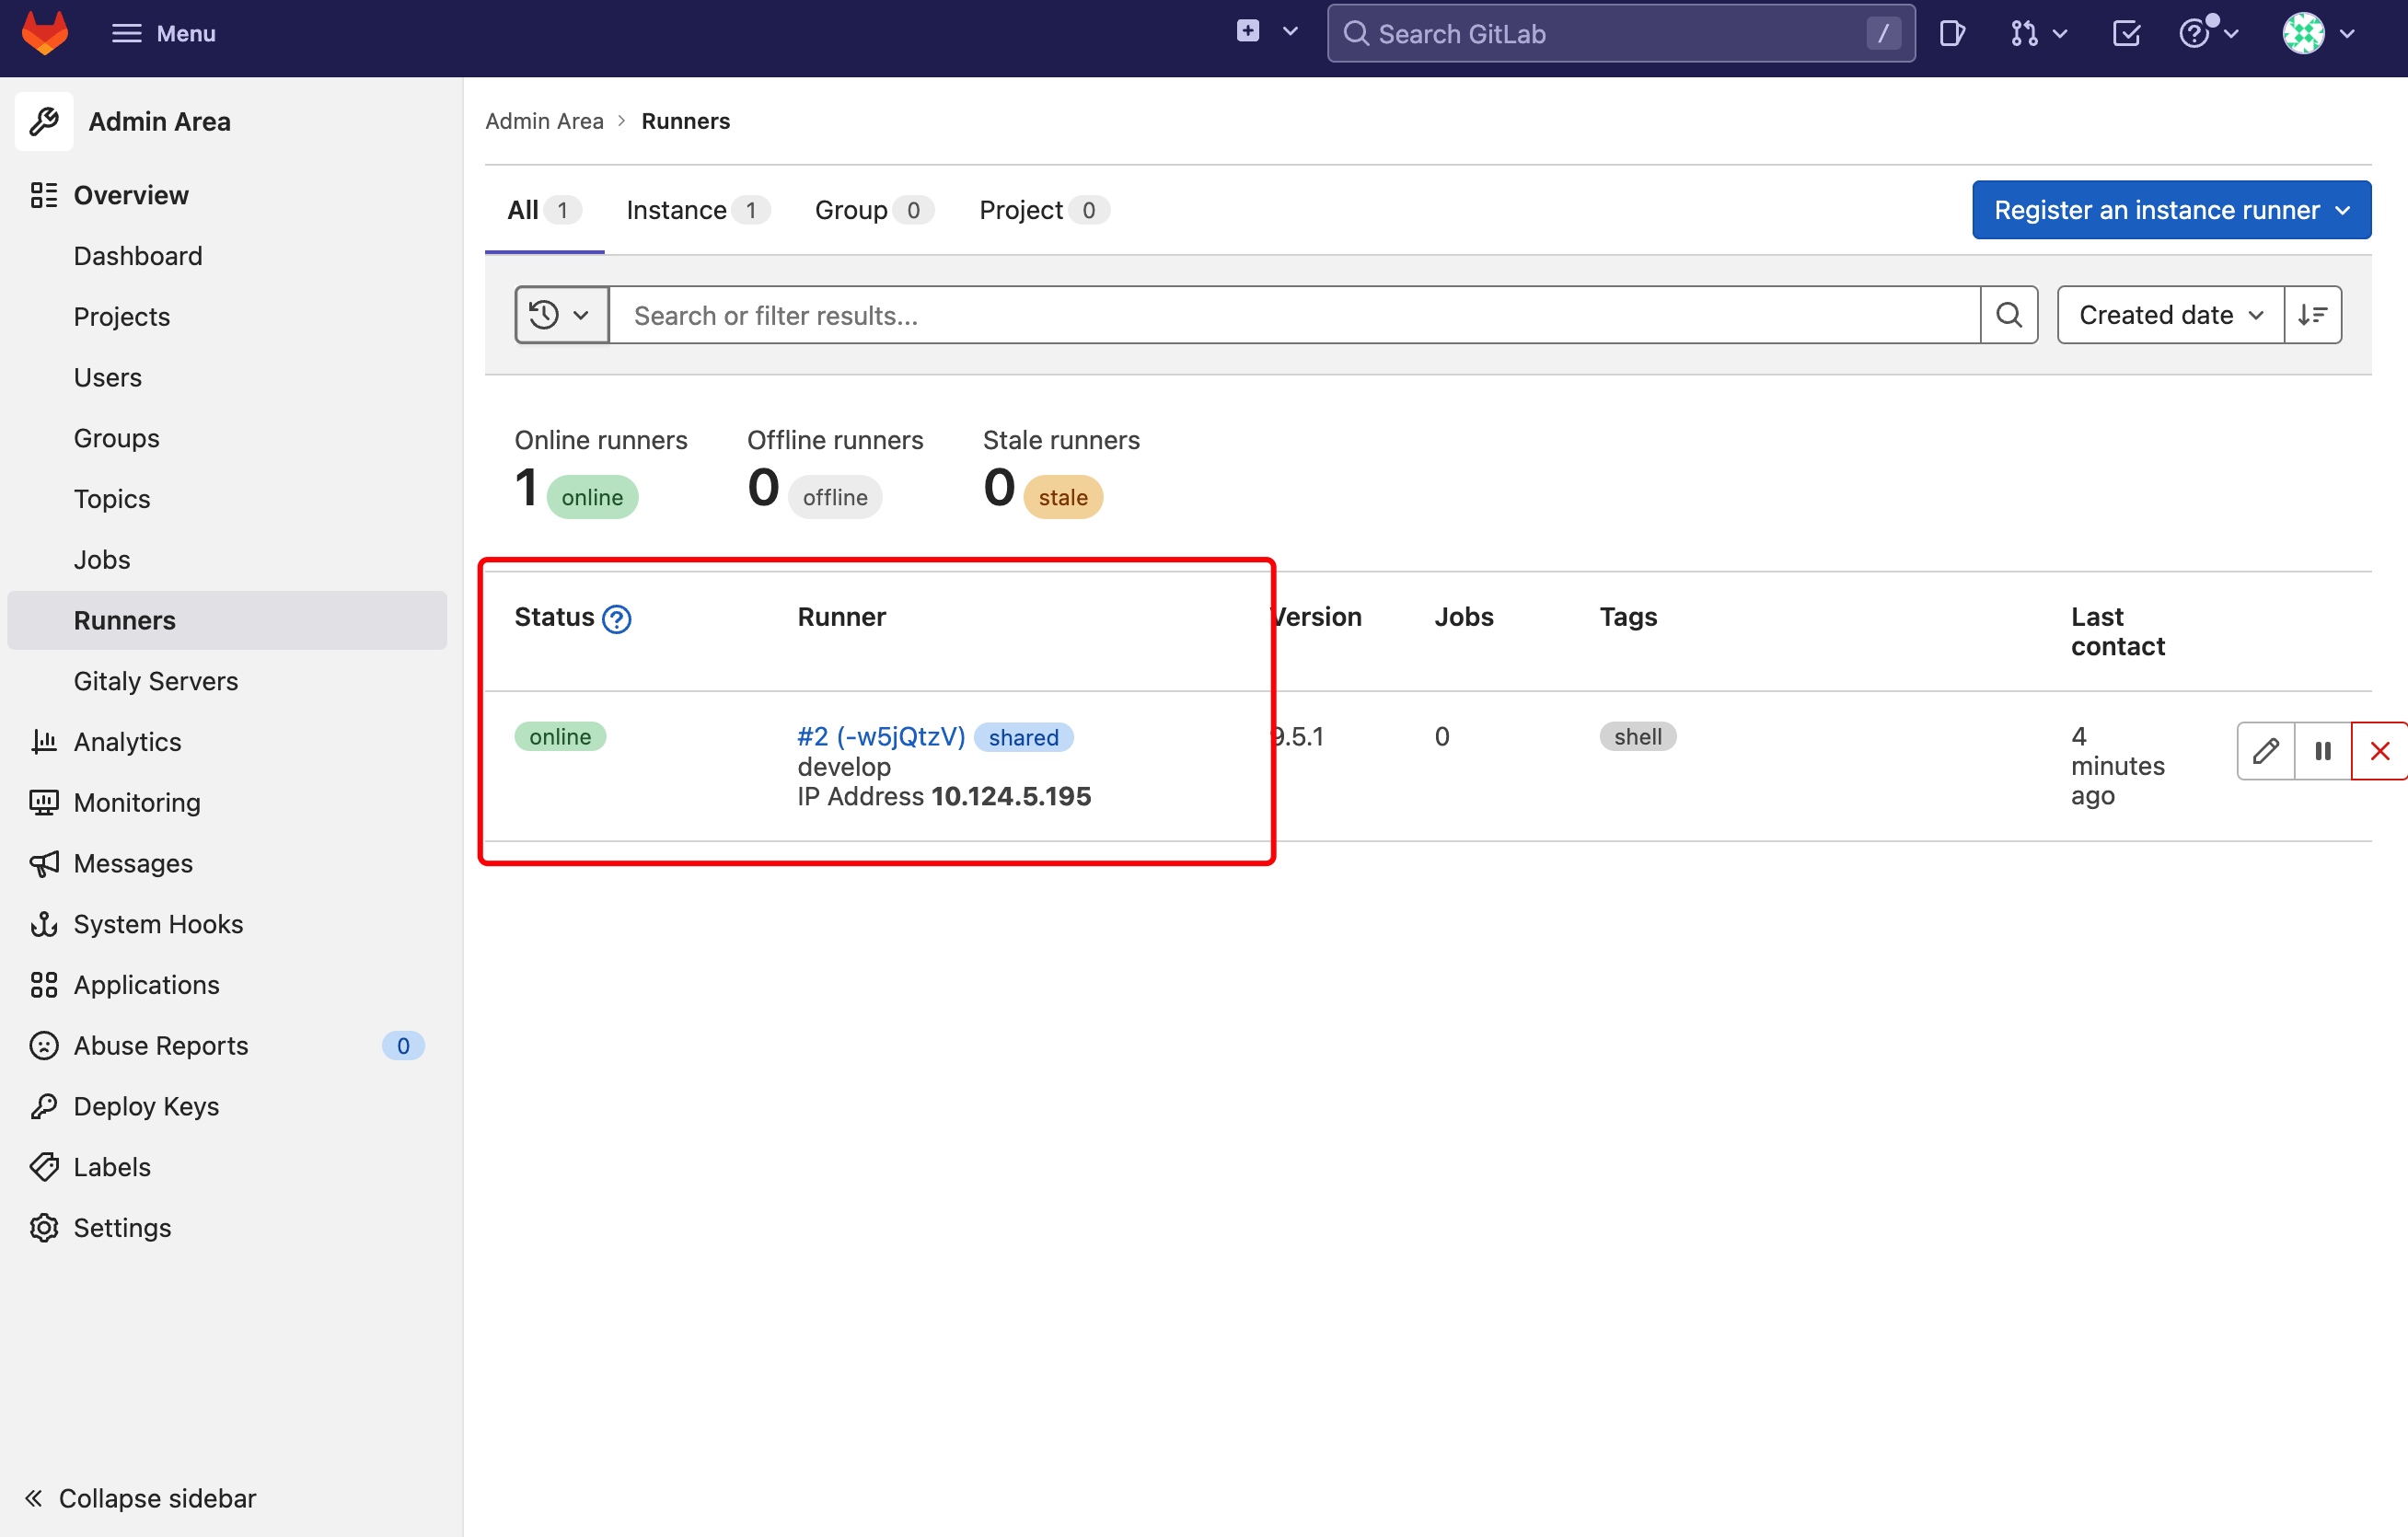 Menu
Search GitLab
/
Admin Area
Overview
Dashboard
Projects
Users
Groups
Topics
Jobs
Runners
Gitaly Servers
Analytics
Monitoring
Messages
System Hooks
Applications
Abuse Reports 0
Deploy Keys
Labels
Settings
Collapse sidebar
Admin Area > Runners
All 1 Instance 1 Group 0 Project 0
Register an instance runner
Search or filter results...
Created date
Online runners Offline runners Stale runners
1 online 0 offline 0 stale
Status Runner Version Jobs Tags Last
contact
online #2 (-w5jQtzV) shared 9.5.1 0 shell 4
develop minutes
IP Address 10.124.5.195 ago